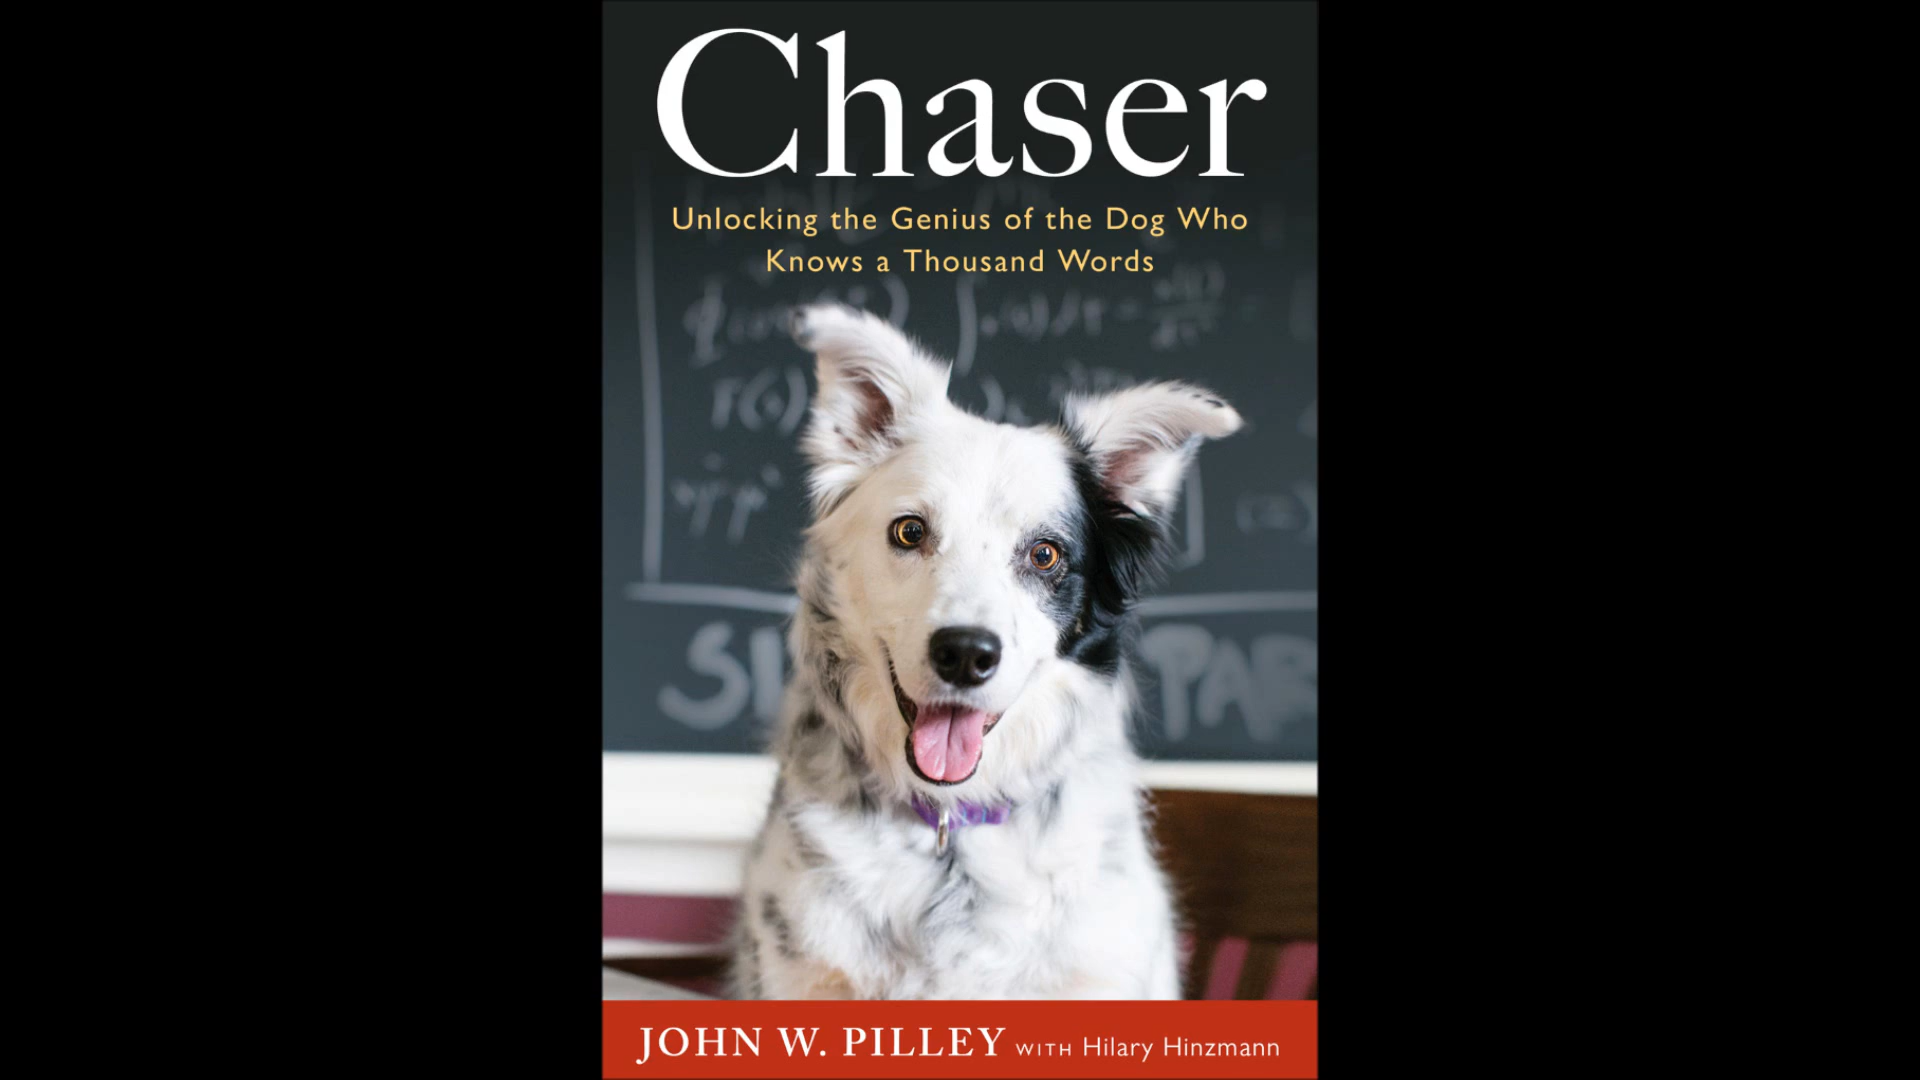 Chaser
Unlocking the Genius of the Dog Who
Knows a Thousand Words
JOHN W. PILLEY WITH Hilary Hinzmann